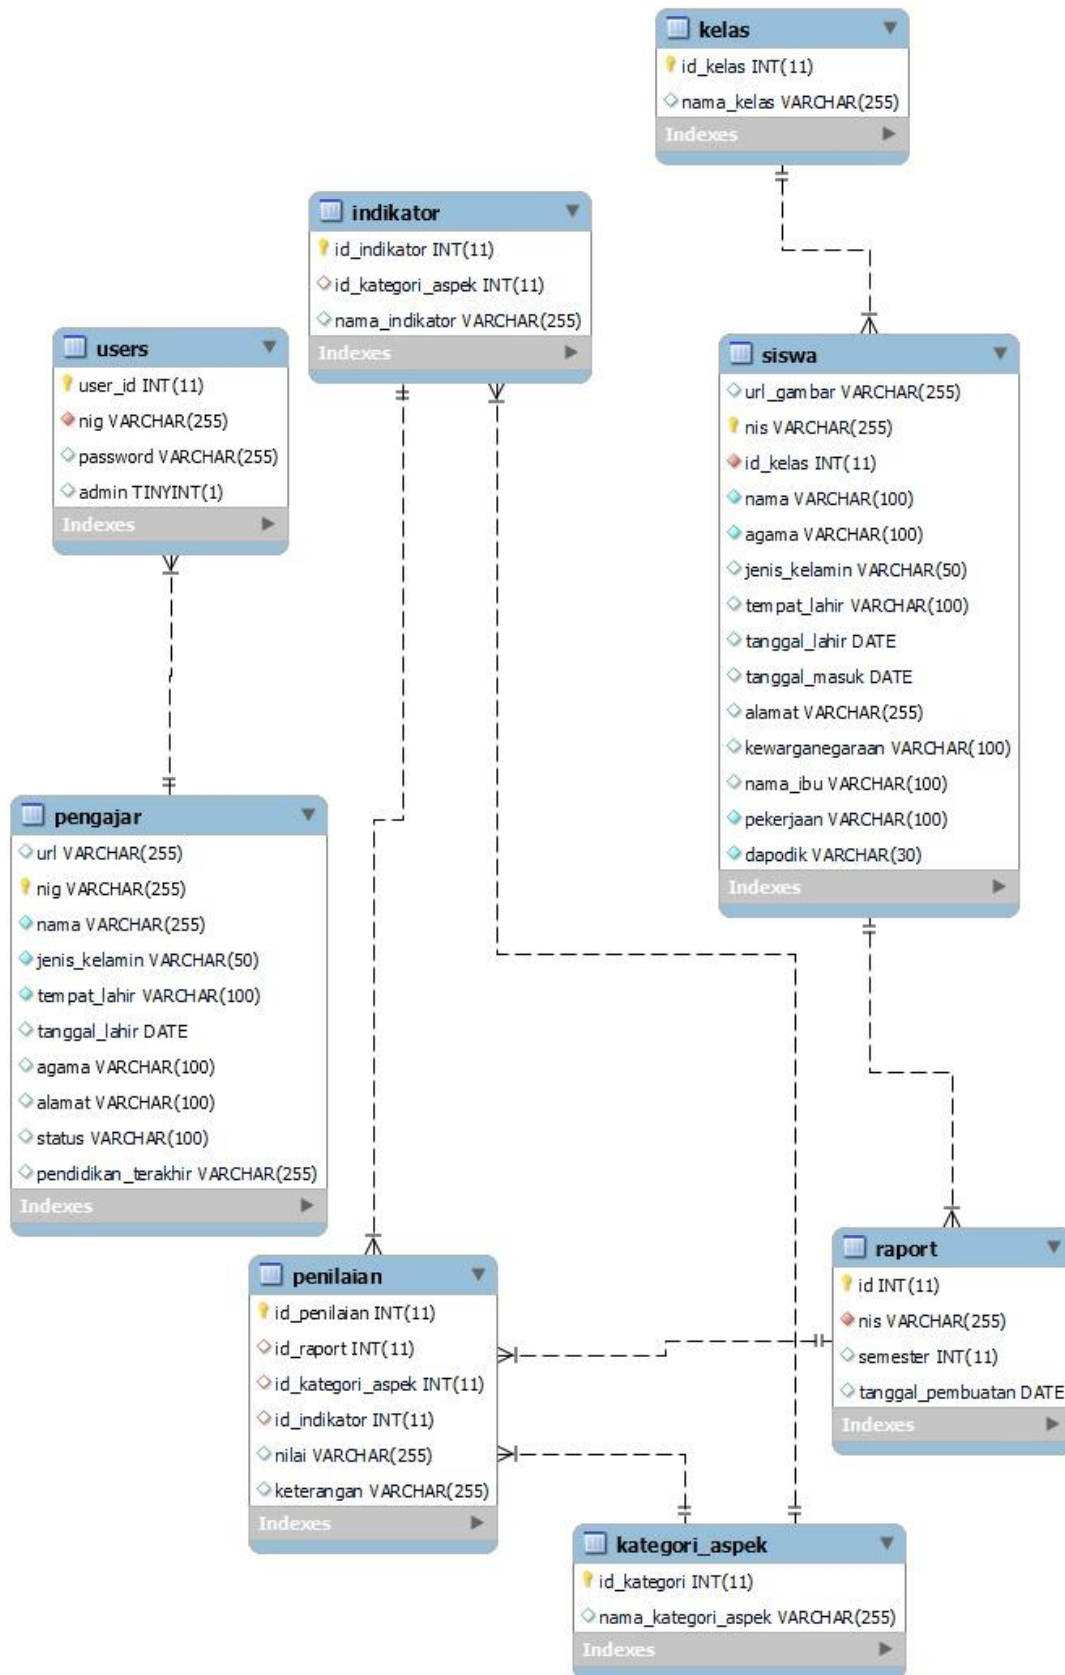 kelas
id_kelas INT(11)
nama_kelas VARCHAR(255)
Indexes
indikator
id_indikator INT(11)
id_kategori_aspek INT(11)
nama_indikator VARCHAR(255)
Indexes
users
user_id INT(11)
nig VARCHAR(255)
password VARCHAR(255)
admin TINYINT(1)
Indexes
siswa
url_gambar VARCHAR(255)
nis VARCHAR(255)
id_kelas INT(11)
nama VARCHAR(100)
agama VARCHAR(100)
jenis_kelamin VARCHAR(50)
tempat_lahir VARCHAR(100)
tanggal_lahir DATE
tanggal_masuk DATE
alamat VARCHAR(255)
kewarganegaraan VARCHAR(100)
nama_ibu VARCHAR(100)
pekerjaan VARCHAR(100)
dapodik VARCHAR(30)
Indexes
pengajar
url VARCHAR(255)
nig VARCHAR(255)
nama VARCHAR(255)
jenis_kelamin VARCHAR(50)
tempat_lahir VARCHAR(100)
tanggal_lahir DATE
agama VARCHAR(100)
alamat VARCHAR(100)
status VARCHAR(100)
pendidikan_terakhir VARCHAR(255)
Indexes
raport
id INT(11)
nis VARCHAR(255)
semester INT(11)
tanggal_pembuatan DATE
Indexes
penilaian
id_penilaian INT(11)
id_raport INT(11)
id_kategori_aspek INT(11)
id_indikator INT(11)
nilai VARCHAR(255)
keterangan VARCHAR(255)
Indexes
kategori_aspek
id_kategori INT(11)
nama_kategori_aspek VARCHAR(255)
Indexes